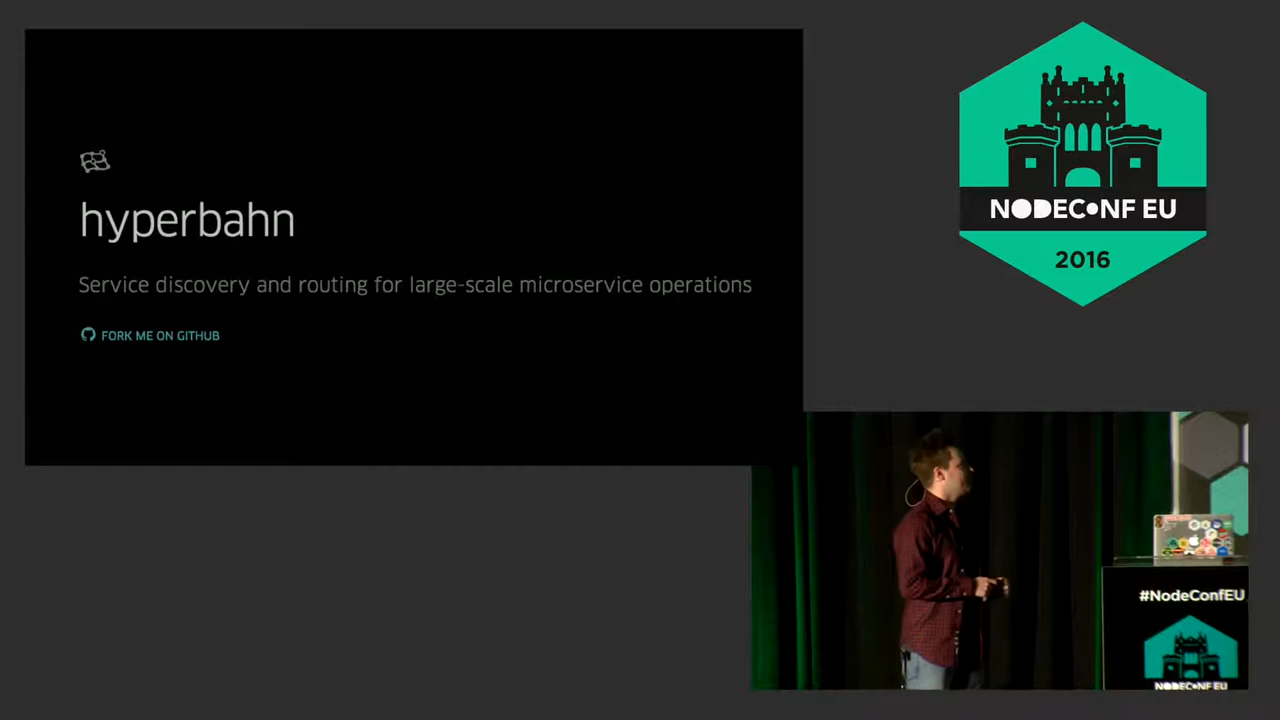 hyperbahn
Service discovery and routing for large-scale microservice operations
FORK ME ON GITHUB
NODECONF EU
2016
#NodeConfEU
NODECONF EU